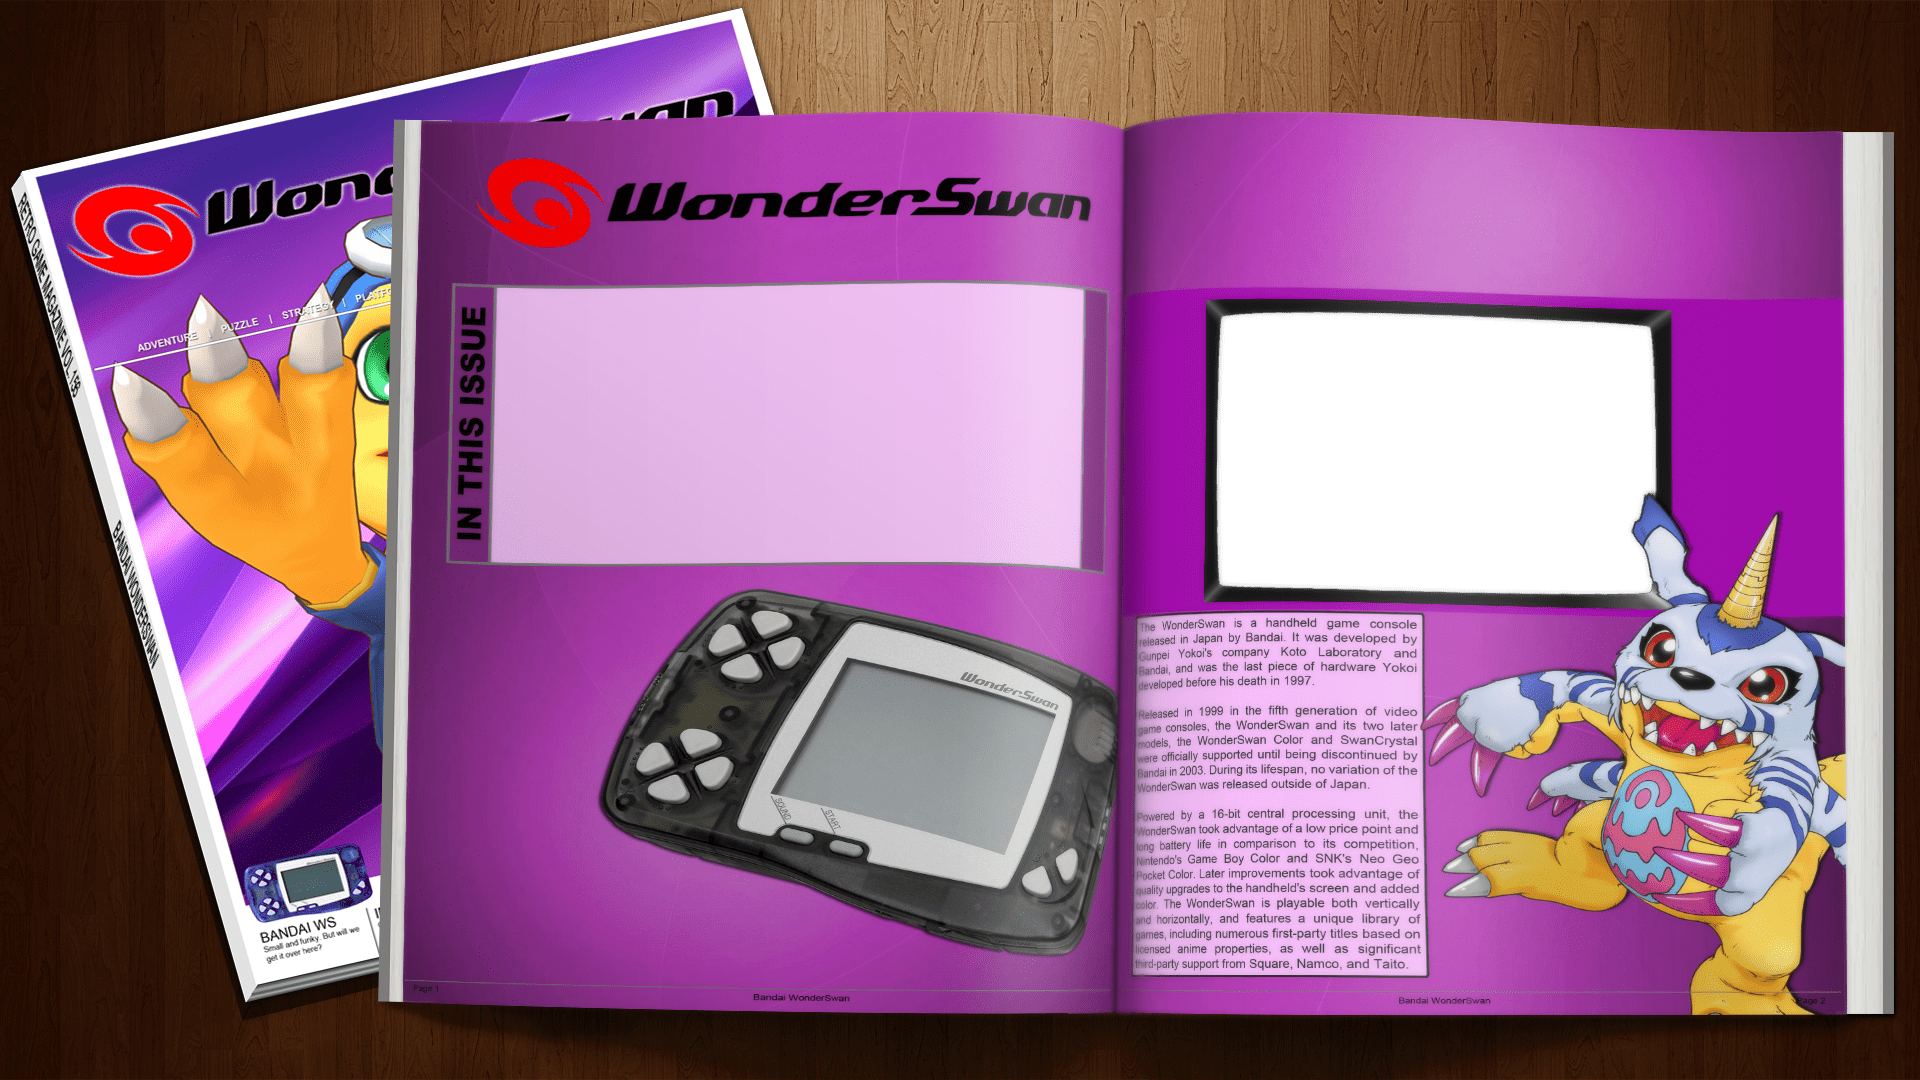 WonderSwan
RETRO GAME MAGAZINE VOL. 158
BANDAI WONDERSWAN
ADVENTURE | PUZZLE | STRATEGY | PLATFO
BANDAI WS
Small and funky. But will we
get it over here?
WonderSwan
IN THIS ISSUE
WonderSwan
SOUND
START
Page 1
Bandai WonderSwan
The WonderSwan is a handheld game console
released in Japan by Bandai. It was developed by
Gunpei Yokoi's company Koto Laboratory and
Bandai, and was the last piece of hardware Yokoi
developed before his death in 1997.
Released in 1999 in the fifth generation of video
game consoles, the WonderSwan and its two later
models, the WonderSwan Color and SwanCrystal
were officially supported until being discontinued by
Bandai in 2003. During its lifespan, no variation of the
WonderSwan was released outside of Japan.
Powered by a 16-bit central processing unit, the
WonderSwan took advantage of a low price point and
long battery life in comparison to its competition,
Nintendo's Game Boy Color and SNK's Neo Geo
Pocket Color. Later improvements took advantage of
quality upgrades to the handheld's screen and added
color. The WonderSwan is playable both vertically
and horizontally, and features a unique library of
games, including numerous first-party titles based on
licensed anime properties, as well as significant
third-party support from Square, Namco, and Taito.
Bandai WonderSwan
Page 2